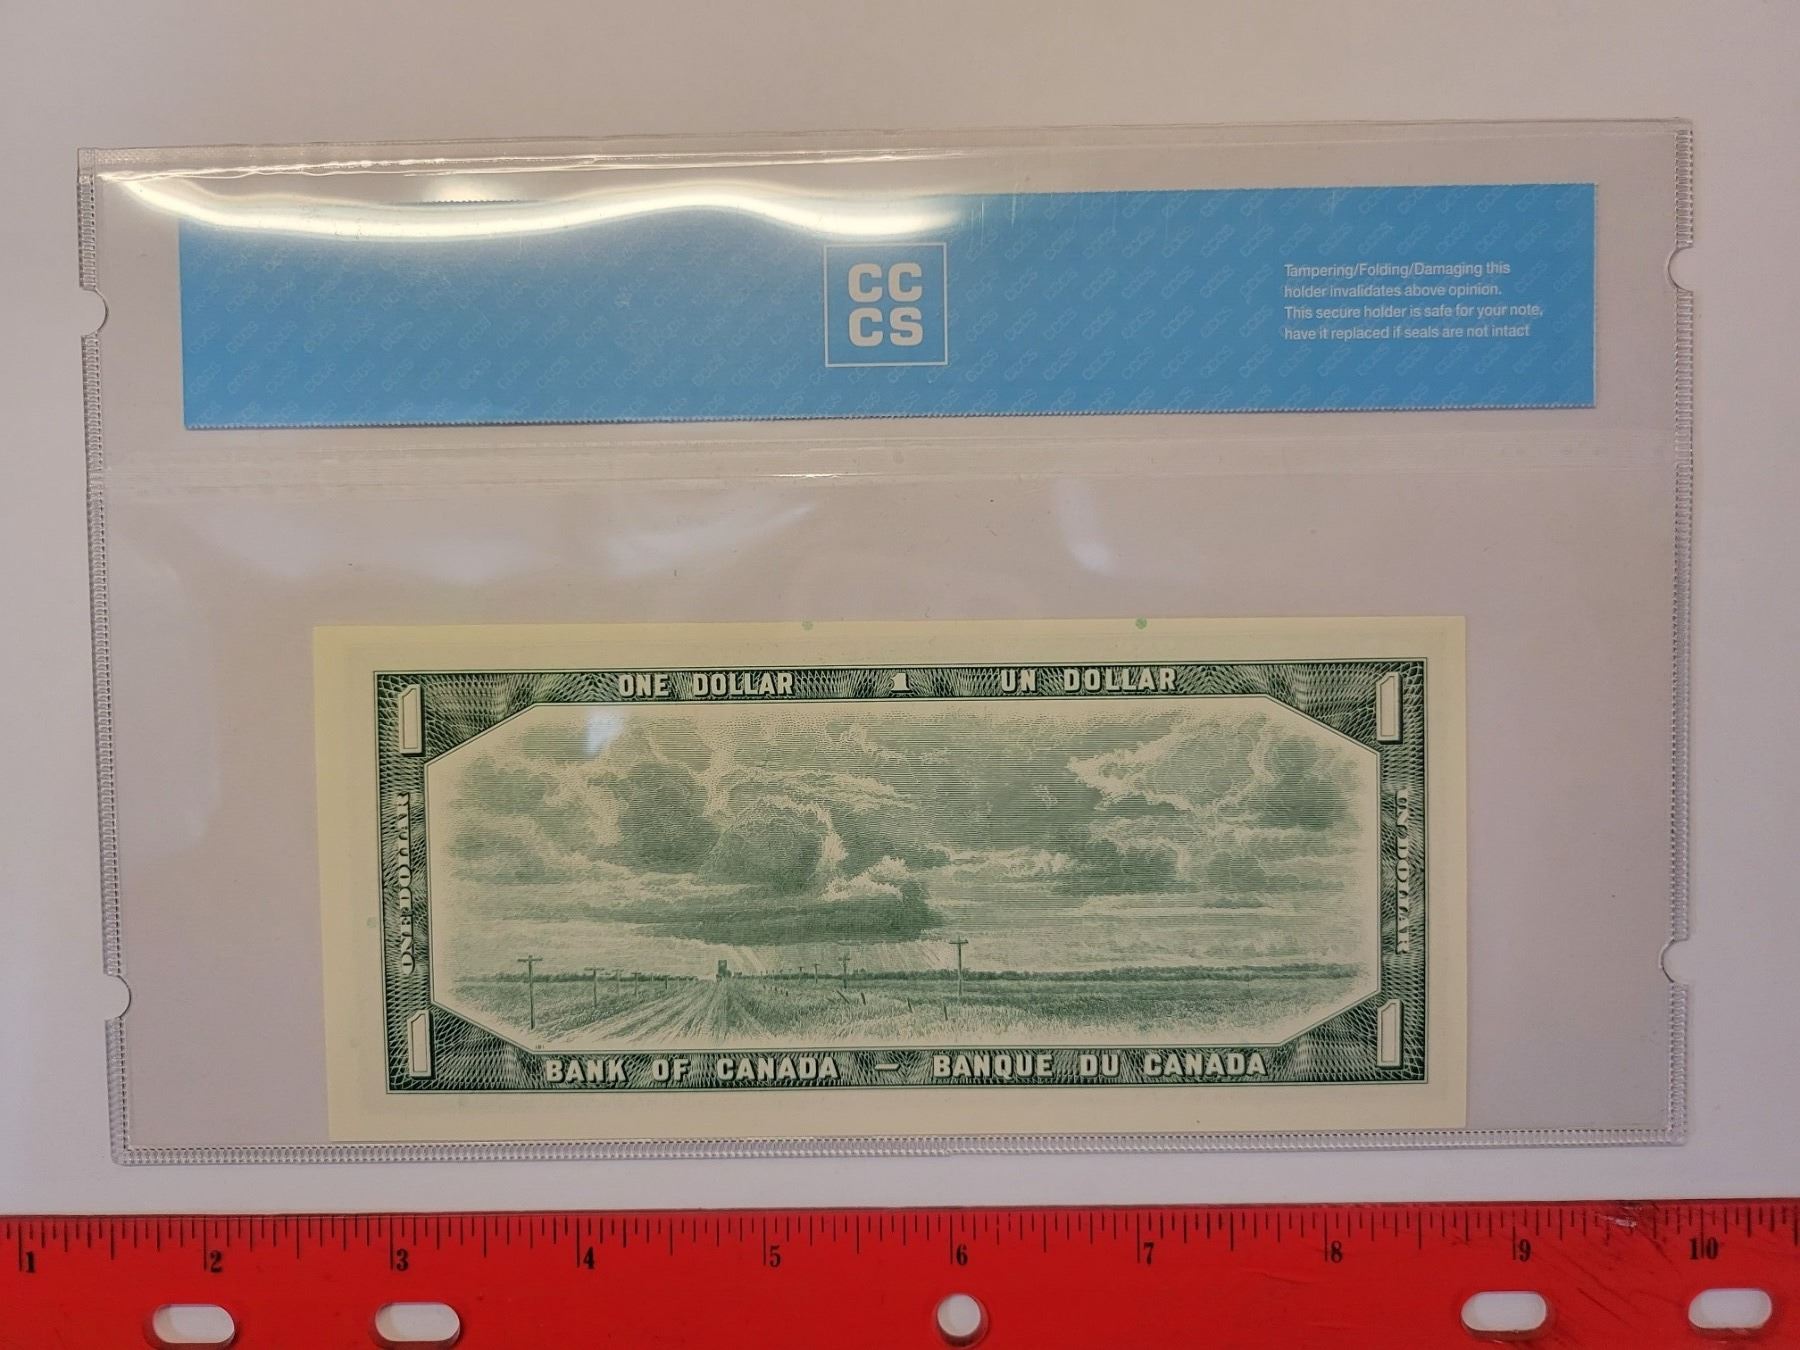 CC
CS
Tampering/Folding/Damaging this
holder invalidates above opinion.
This secure holder is safe for your note,
have it replaced if seals are not intact
1 ONE DOLLAR 1 UN DOLLAR 1
ONE DOLLAR
UN DOLLAR
1 BANK OF CANADA — BANQUE DU CANADA 1
1 2 3 4 5 6 7 8 9 10